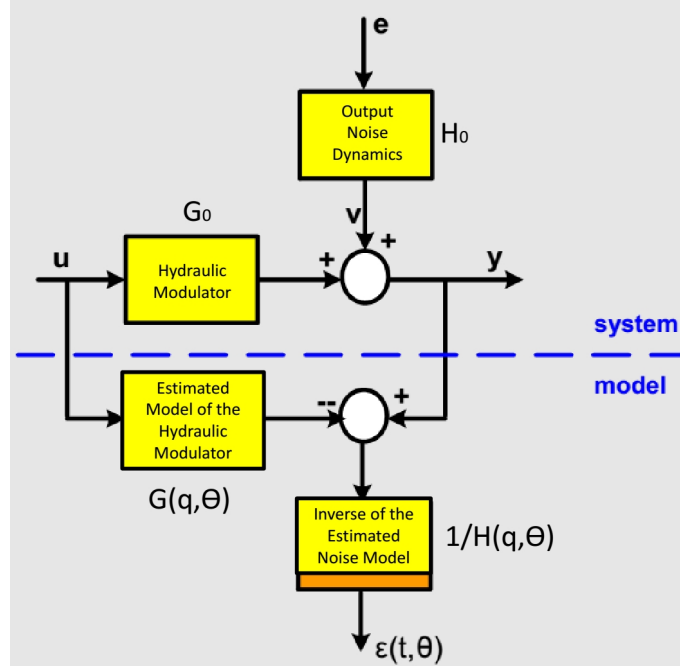 e
Output
Noise
Dynamics
H₀
G₀
v
+
u
Hydraulic
Modulator
+
y
system
model
Estimated
Model of the
Hydraulic
Modulator
--
+
G(q,Θ)
Inverse of the
Estimated
Noise Model
1/H(q,Θ)
ε(t,θ)